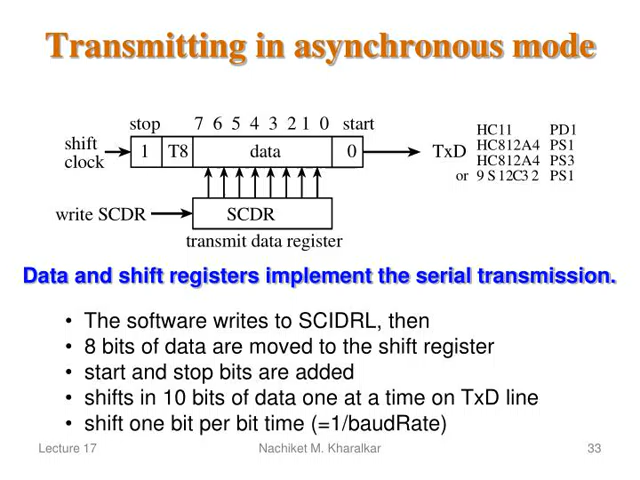 Transmitting in asynchronous mode
stop 7 6 5 4 3 2 1 0 start
shift clock
1 T8 data 0
TxD
HC11 PD1
HC812A4 PS1
HC812A4 PS3
or 9S12C32 PS1
write SCDR
SCDR
transmit data register
Data and shift registers implement the serial transmission.
• The software writes to SCIDRL, then
• 8 bits of data are moved to the shift register
• start and stop bits are added
• shifts in 10 bits of data one at a time on TxD line
• shift one bit per bit time (=1/baudRate)
Lecture 17 Nachiket M. Kharalkar 33